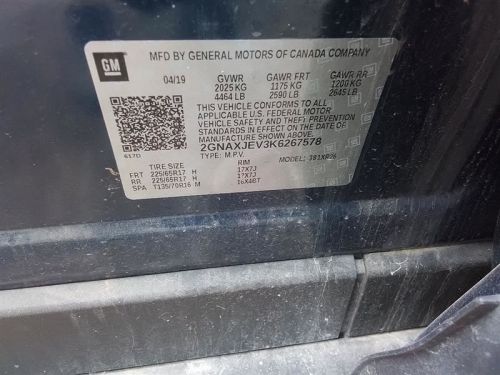 MFD BY GENERAL MOTORS OF CANADA COMPANY
GM
04/19 GVWR GAWR FRT GAWR RR
2025 KG 1175 KG 1200 KG
4464 LB 2590 LB 2645 LB
THIS VEHICLE CONFORMS TO ALL
APPLICABLE U.S. FEDERAL MOTOR
VEHICLE SAFETY AND THEFT
PREVENTION STANDARDS IN EFFECT
ON THE DATE OF MANUFACTURE
SHOWN ABOVE.
2GNAXJEV3K6267578
617D
TYPE: M.P.V. MODEL: 1XR26
TIRE SIZE RIM
FRT 225/65R17 H 17X7J
RR 225/65R17 H 17X7J
SPA T135/70R16 M 16X4BT